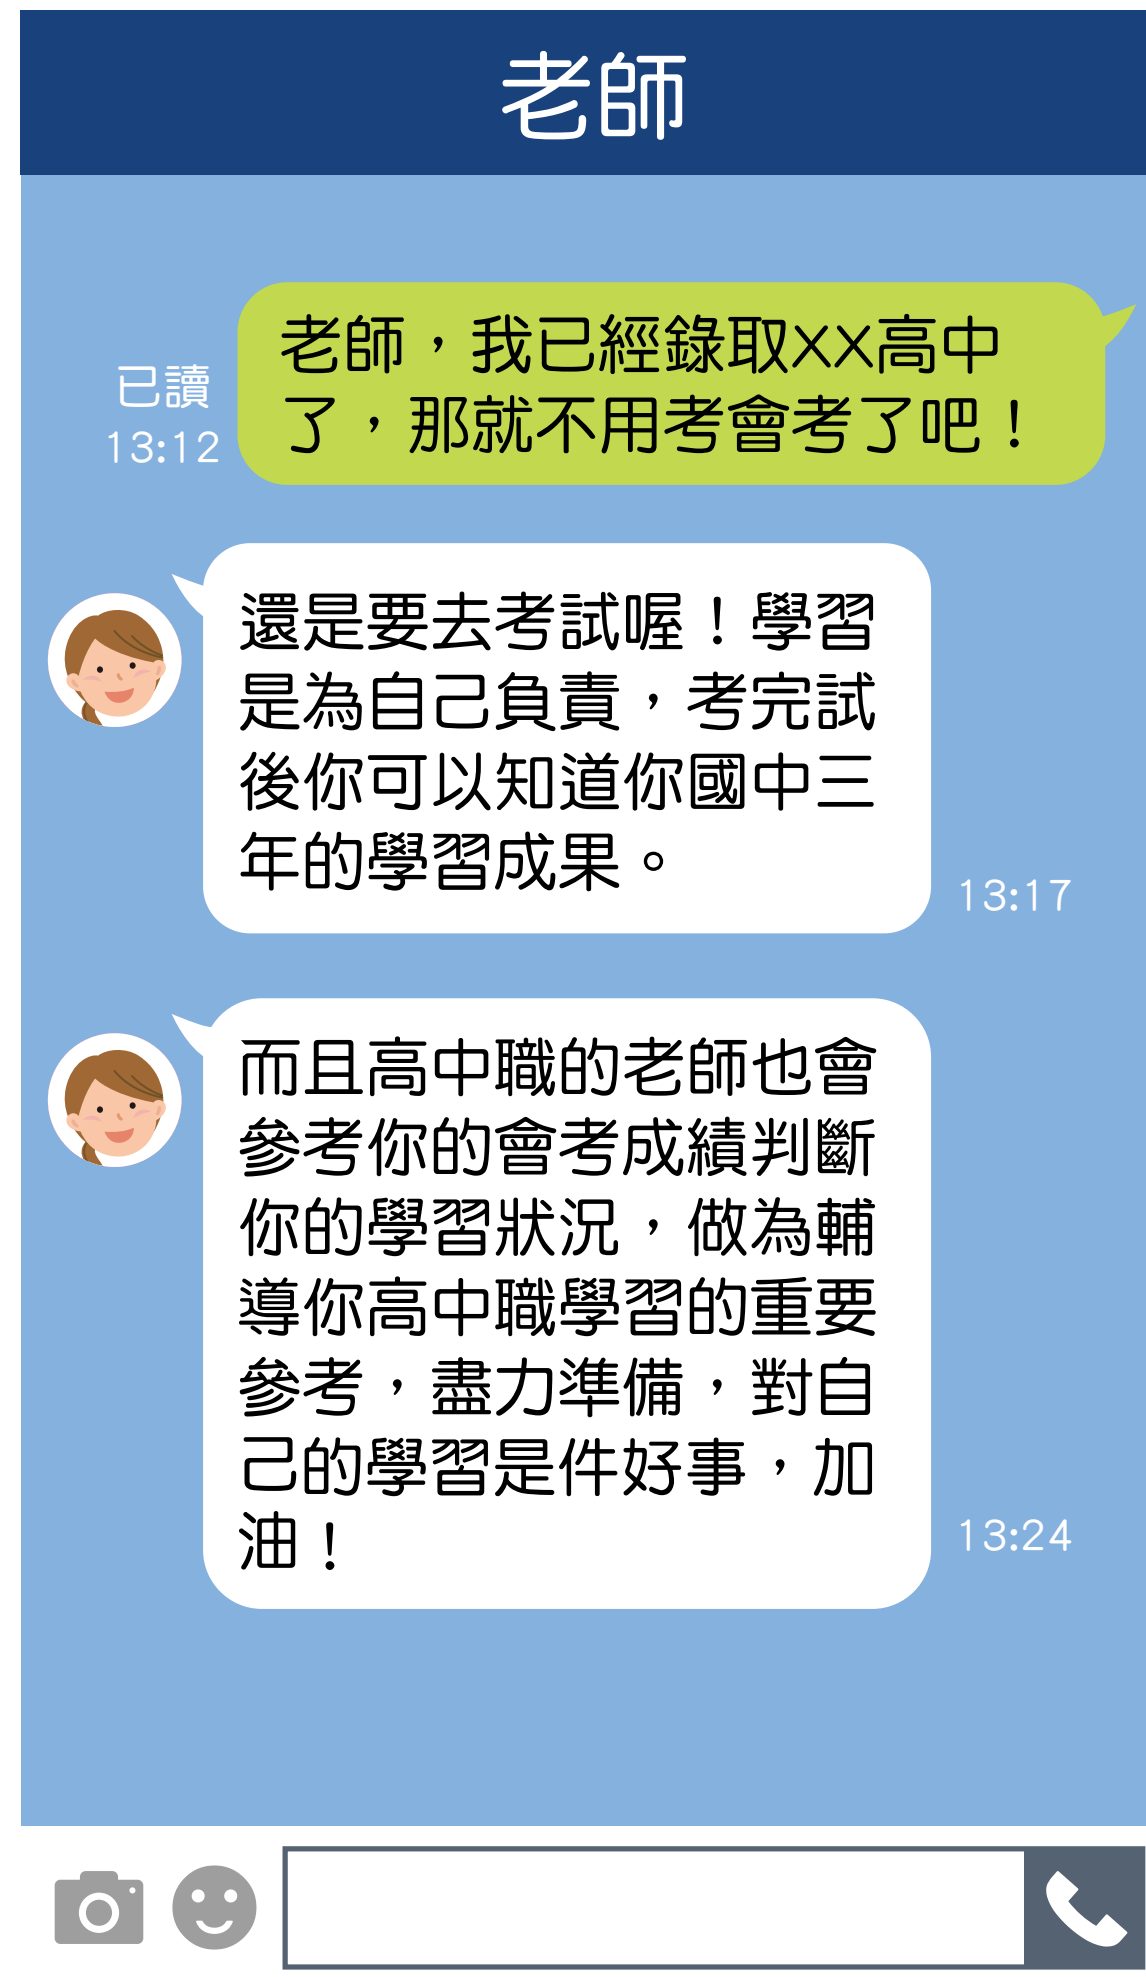 老師
老師，我已經錄取XX高中
了，那就不用考會考了吧！
已讀
13:12
還是要去考試喔！學習
是為自己負責，考完試
後你可以知道你國中三
年的學習成果。
13:17
而且高中職的老師也會
參考你的會考成績判斷
你的學習狀況，做為輔
導你高中職學習的重要
參考，盡力準備，對自
己的學習是件好事，加
油！
13:24